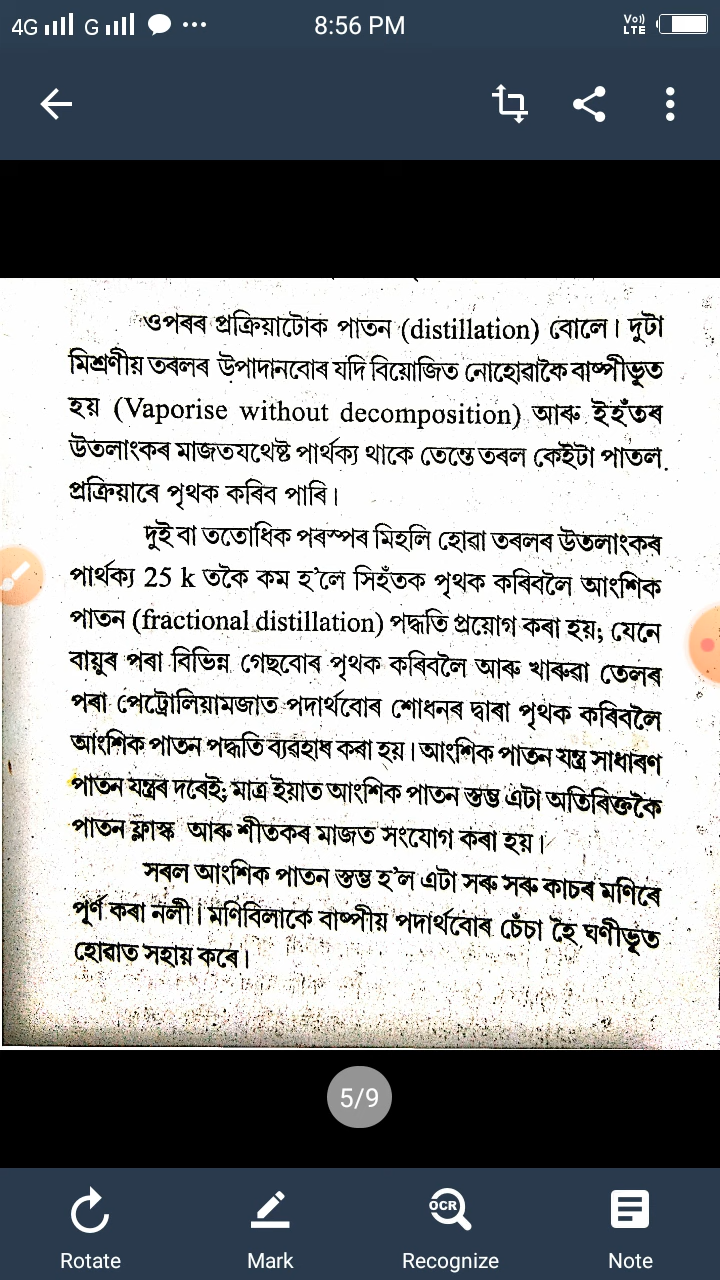 4G G ... 8:56 PM Vo)) LTE
ওপৰৰ প্ৰক্ৰিয়াটোক পাতন (distillation) বোলে। দুটা
মিশ্ৰণীয় তৰলৰ উপাদানবোৰ যদি বিয়োজিত নোহোৱাকৈ বাষ্পীভূত
হয় (Vaporise without decomposition) আৰু ইহঁতৰ
উতলাংকৰ মাজতযথেষ্ট পাৰ্থক্য থাকে তেন্তে তৰল কেইটা পাতল
প্ৰক্ৰিয়াৰে পৃথক কৰিব পাৰি।
দুই বা ততোধিক পৰস্পৰ মিহলি হোৱা তৰলৰ উতলাংকৰ
পাৰ্থক্য 25 k তকৈ কম হ'লে সিহঁতক পৃথক কৰিবলৈ আংশিক
পাতন (fractional distillation) পদ্ধতি প্ৰয়োগ কৰা হয়; যেনে
বায়ুৰ পৰা বিভিন্ন গেছবোৰ পৃথক কৰিবলৈ আৰু খাৰুৱা তেলৰ
পৰা পেট্ৰোলিয়ামজাত পদাৰ্থবোৰ শোধনৰ দ্বাৰা পৃথক কৰিবলৈ
আংশিক পাতন পদ্ধতি ব্যৱহাৰ কৰা হয়। আংশিক পাতন যন্ত্ৰ সাধাৰণ
পাতন যন্ত্ৰৰ দৰেই; মাত্ৰ ইয়াত আংশিক পাতন স্তম্ভ এটা অতিৰিক্তকৈ
পাতন ফ্লাস্ক আৰু শীতকৰ মাজত সংযোগ কৰা হয়।
সৰল আংশিক পাতন স্তম্ভ হ'ল এটা সৰু সৰু কাচৰ মণিৰে
পূৰ্ণ কৰা নলী। মণিবিলাকে বাষ্পীয় পদাৰ্থবোৰ চেঁচা হৈ ঘণীভূত
হোৱাত সহায় কৰে।
5/9
OCR
Rotate Mark Recognize Note